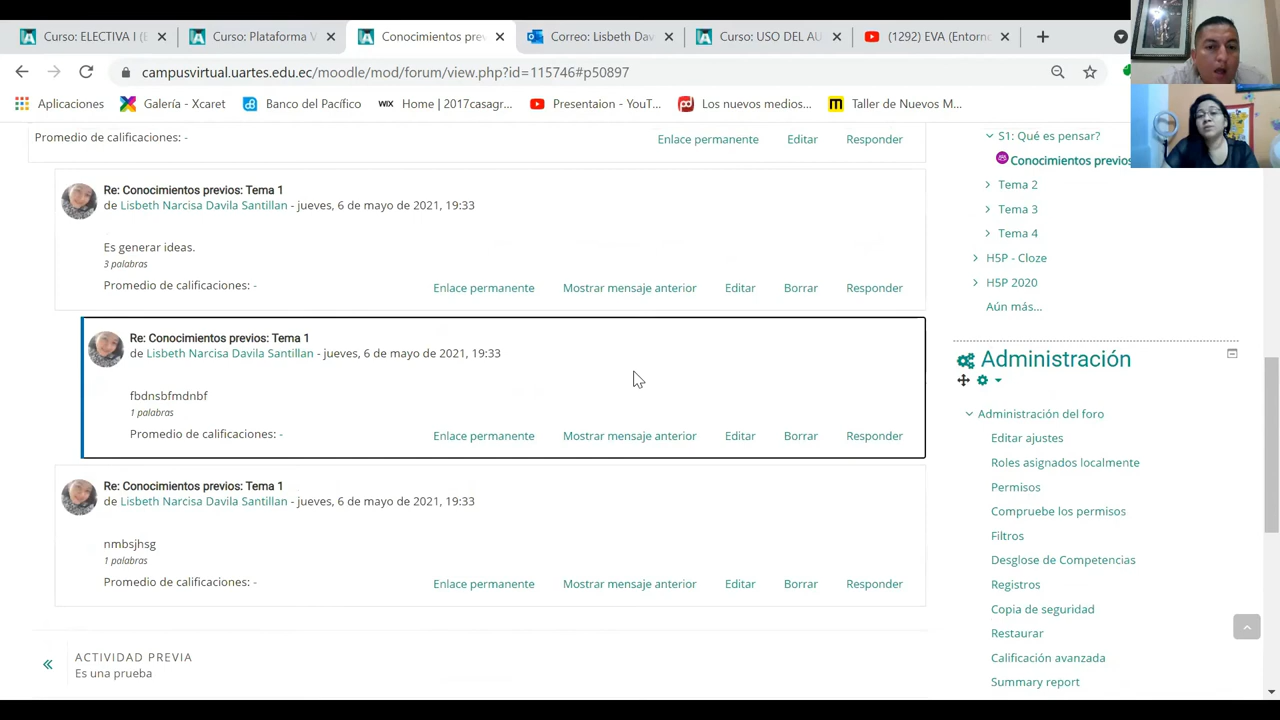 Curso: ELECTIVA I (E
Curso: Plataforma V
Conocimientos prev
Correo: Lisbeth Dav
Curso: USO DEL AU
(1292) EVA (Entorn
campusvirtual.uartes.edu.ec/moodle/mod/forum/view.php?id=115746#p50897
Aplicaciones
Galería - Xcaret
Banco del Pacífico
Home | 2017casagr...
Presentaion - YouT...
Los nuevos medios...
Taller de Nuevos M...
Promedio de calificaciones: -
Enlace permanente Editar Responder
Re: Conocimientos previos: Tema 1
de Lisbeth Narcisa Davila Santillan - jueves, 6 de mayo de 2021, 19:33
Es generar ideas.
3 palabras
Promedio de calificaciones: -
Enlace permanente Mostrar mensaje anterior Editar Borrar Responder
Re: Conocimientos previos: Tema 1
de Lisbeth Narcisa Davila Santillan - jueves, 6 de mayo de 2021, 19:33
fbdnsbfmdnbf
1 palabras
Promedio de calificaciones: -
Enlace permanente Mostrar mensaje anterior Editar Borrar Responder
Re: Conocimientos previos: Tema 1
de Lisbeth Narcisa Davila Santillan - jueves, 6 de mayo de 2021, 19:33
nmbsjhsg
1 palabras
Promedio de calificaciones: -
Enlace permanente Mostrar mensaje anterior Editar Borrar Responder
ACTIVIDAD PREVIA
Es una prueba
S1: Qué es pensar?
Conocimientos previos
Tema 2
Tema 3
Tema 4
H5P - Cloze
H5P 2020
Aún más...
Administración
Administración del foro
Editar ajustes
Roles asignados localmente
Permisos
Compruebe los permisos
Filtros
Desglose de Competencias
Registros
Copia de seguridad
Restaurar
Calificación avanzada
Summary report